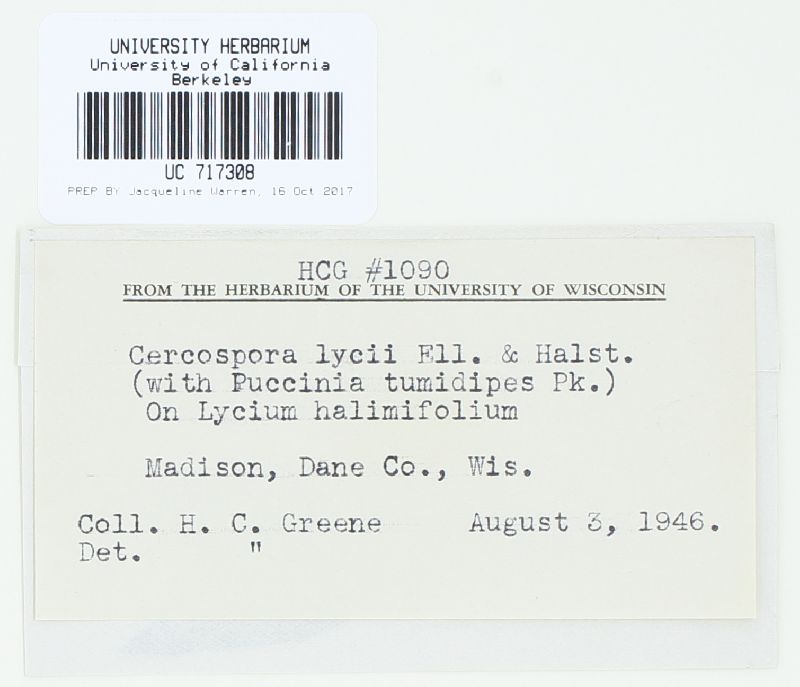 UNIVERSITY HERBARIUM
University of California
Berkeley
UC 717308
PREP BY Jacqueline Warren, 16 Oct 2017
HCG #1090
FROM THE HERBARIUM OF THE UNIVERSITY OF WISCONSIN
Cercospora lycii Ell. & Halst.
(with Puccinia tumidipes Pk.)
On Lycium halimifolium
Madison, Dane Co., Wis.
Coll. H. C. Greene August 3, 1946.
Det. "